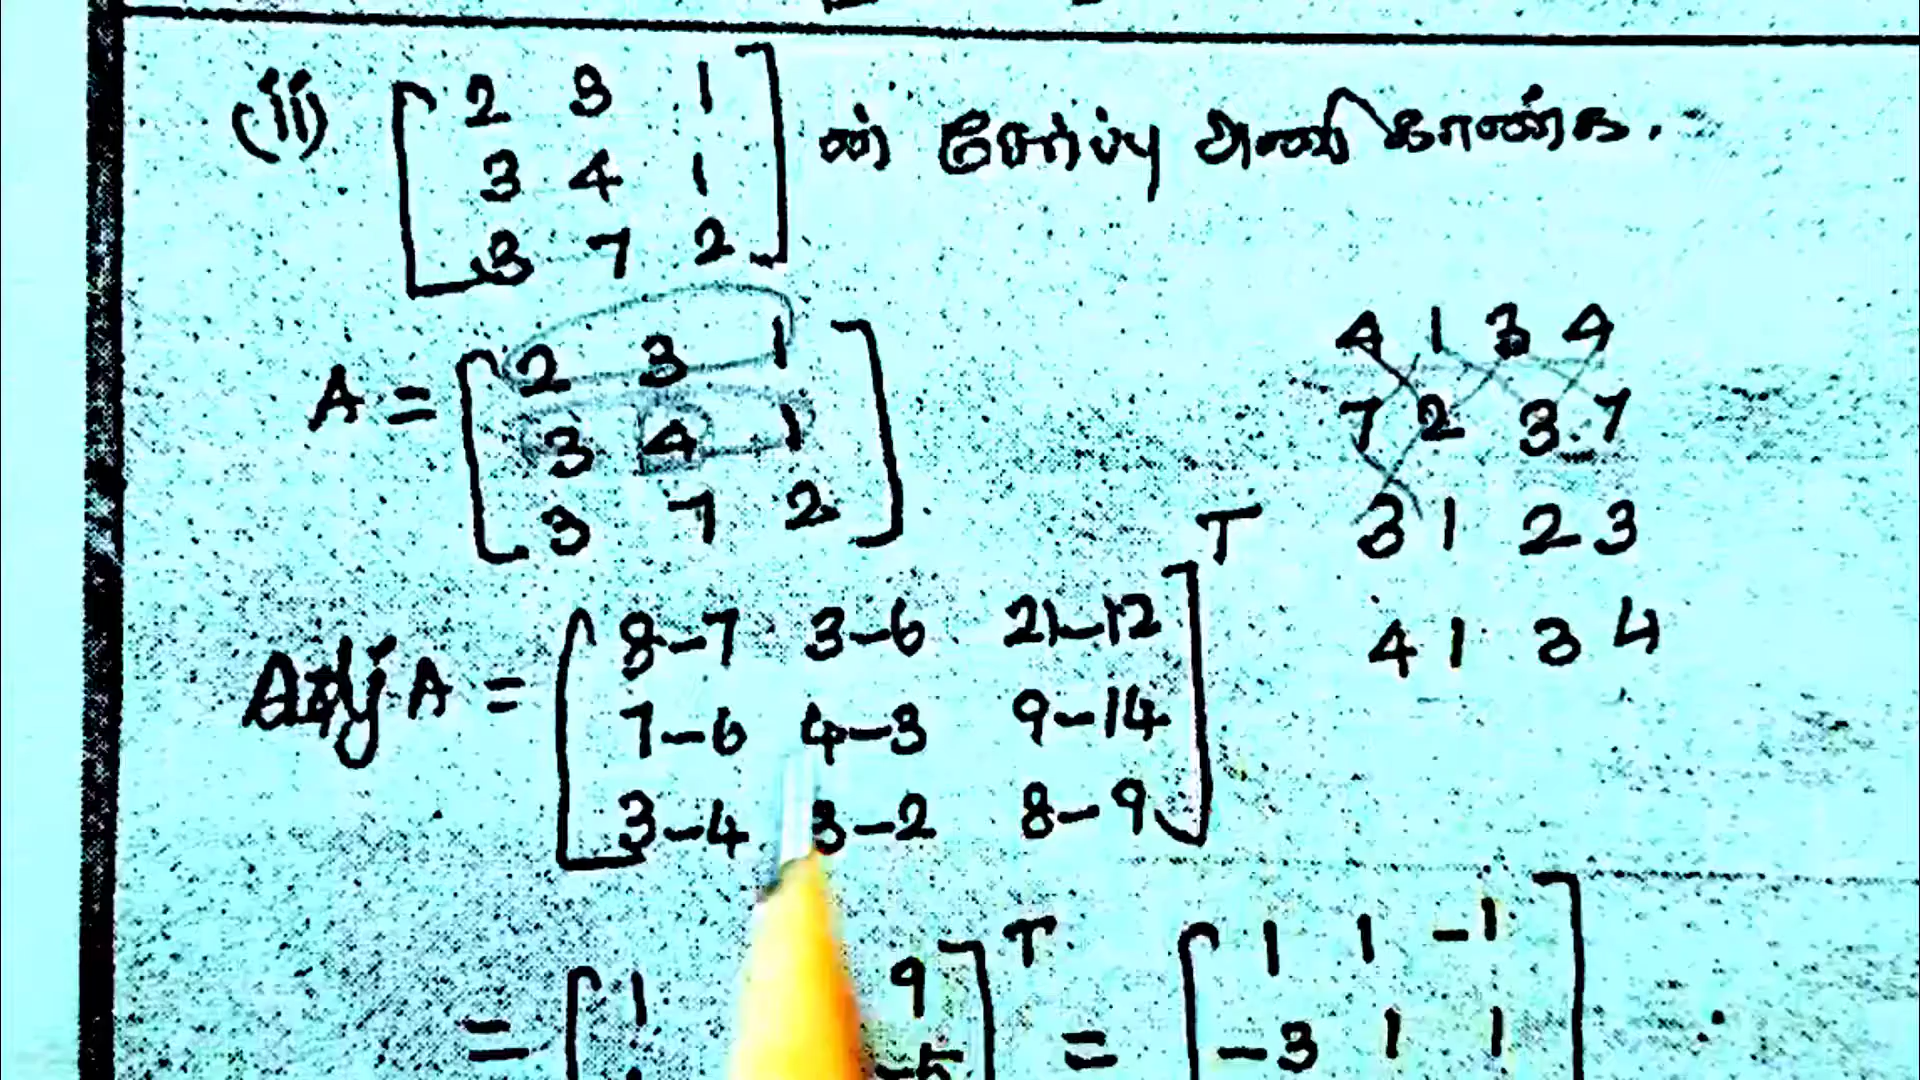 (ii) [ 2 3 1 ] ன் சேர்ப்பு அணி காண்க.
3 4 1
3 7 2
A = [ 2 3 1 ]
3 4 1
3 7 2
4 1 3 4
7 2 3 7
3 1 2 3
4 1 3 4
Adj A = [ 8-7 3-6 21-12 ] T
7-6 4-3 9-14
3-4 3-2 8-9
= [ 1 9 ] T = [ 1 1 -1 ]
-5 -3 1 1